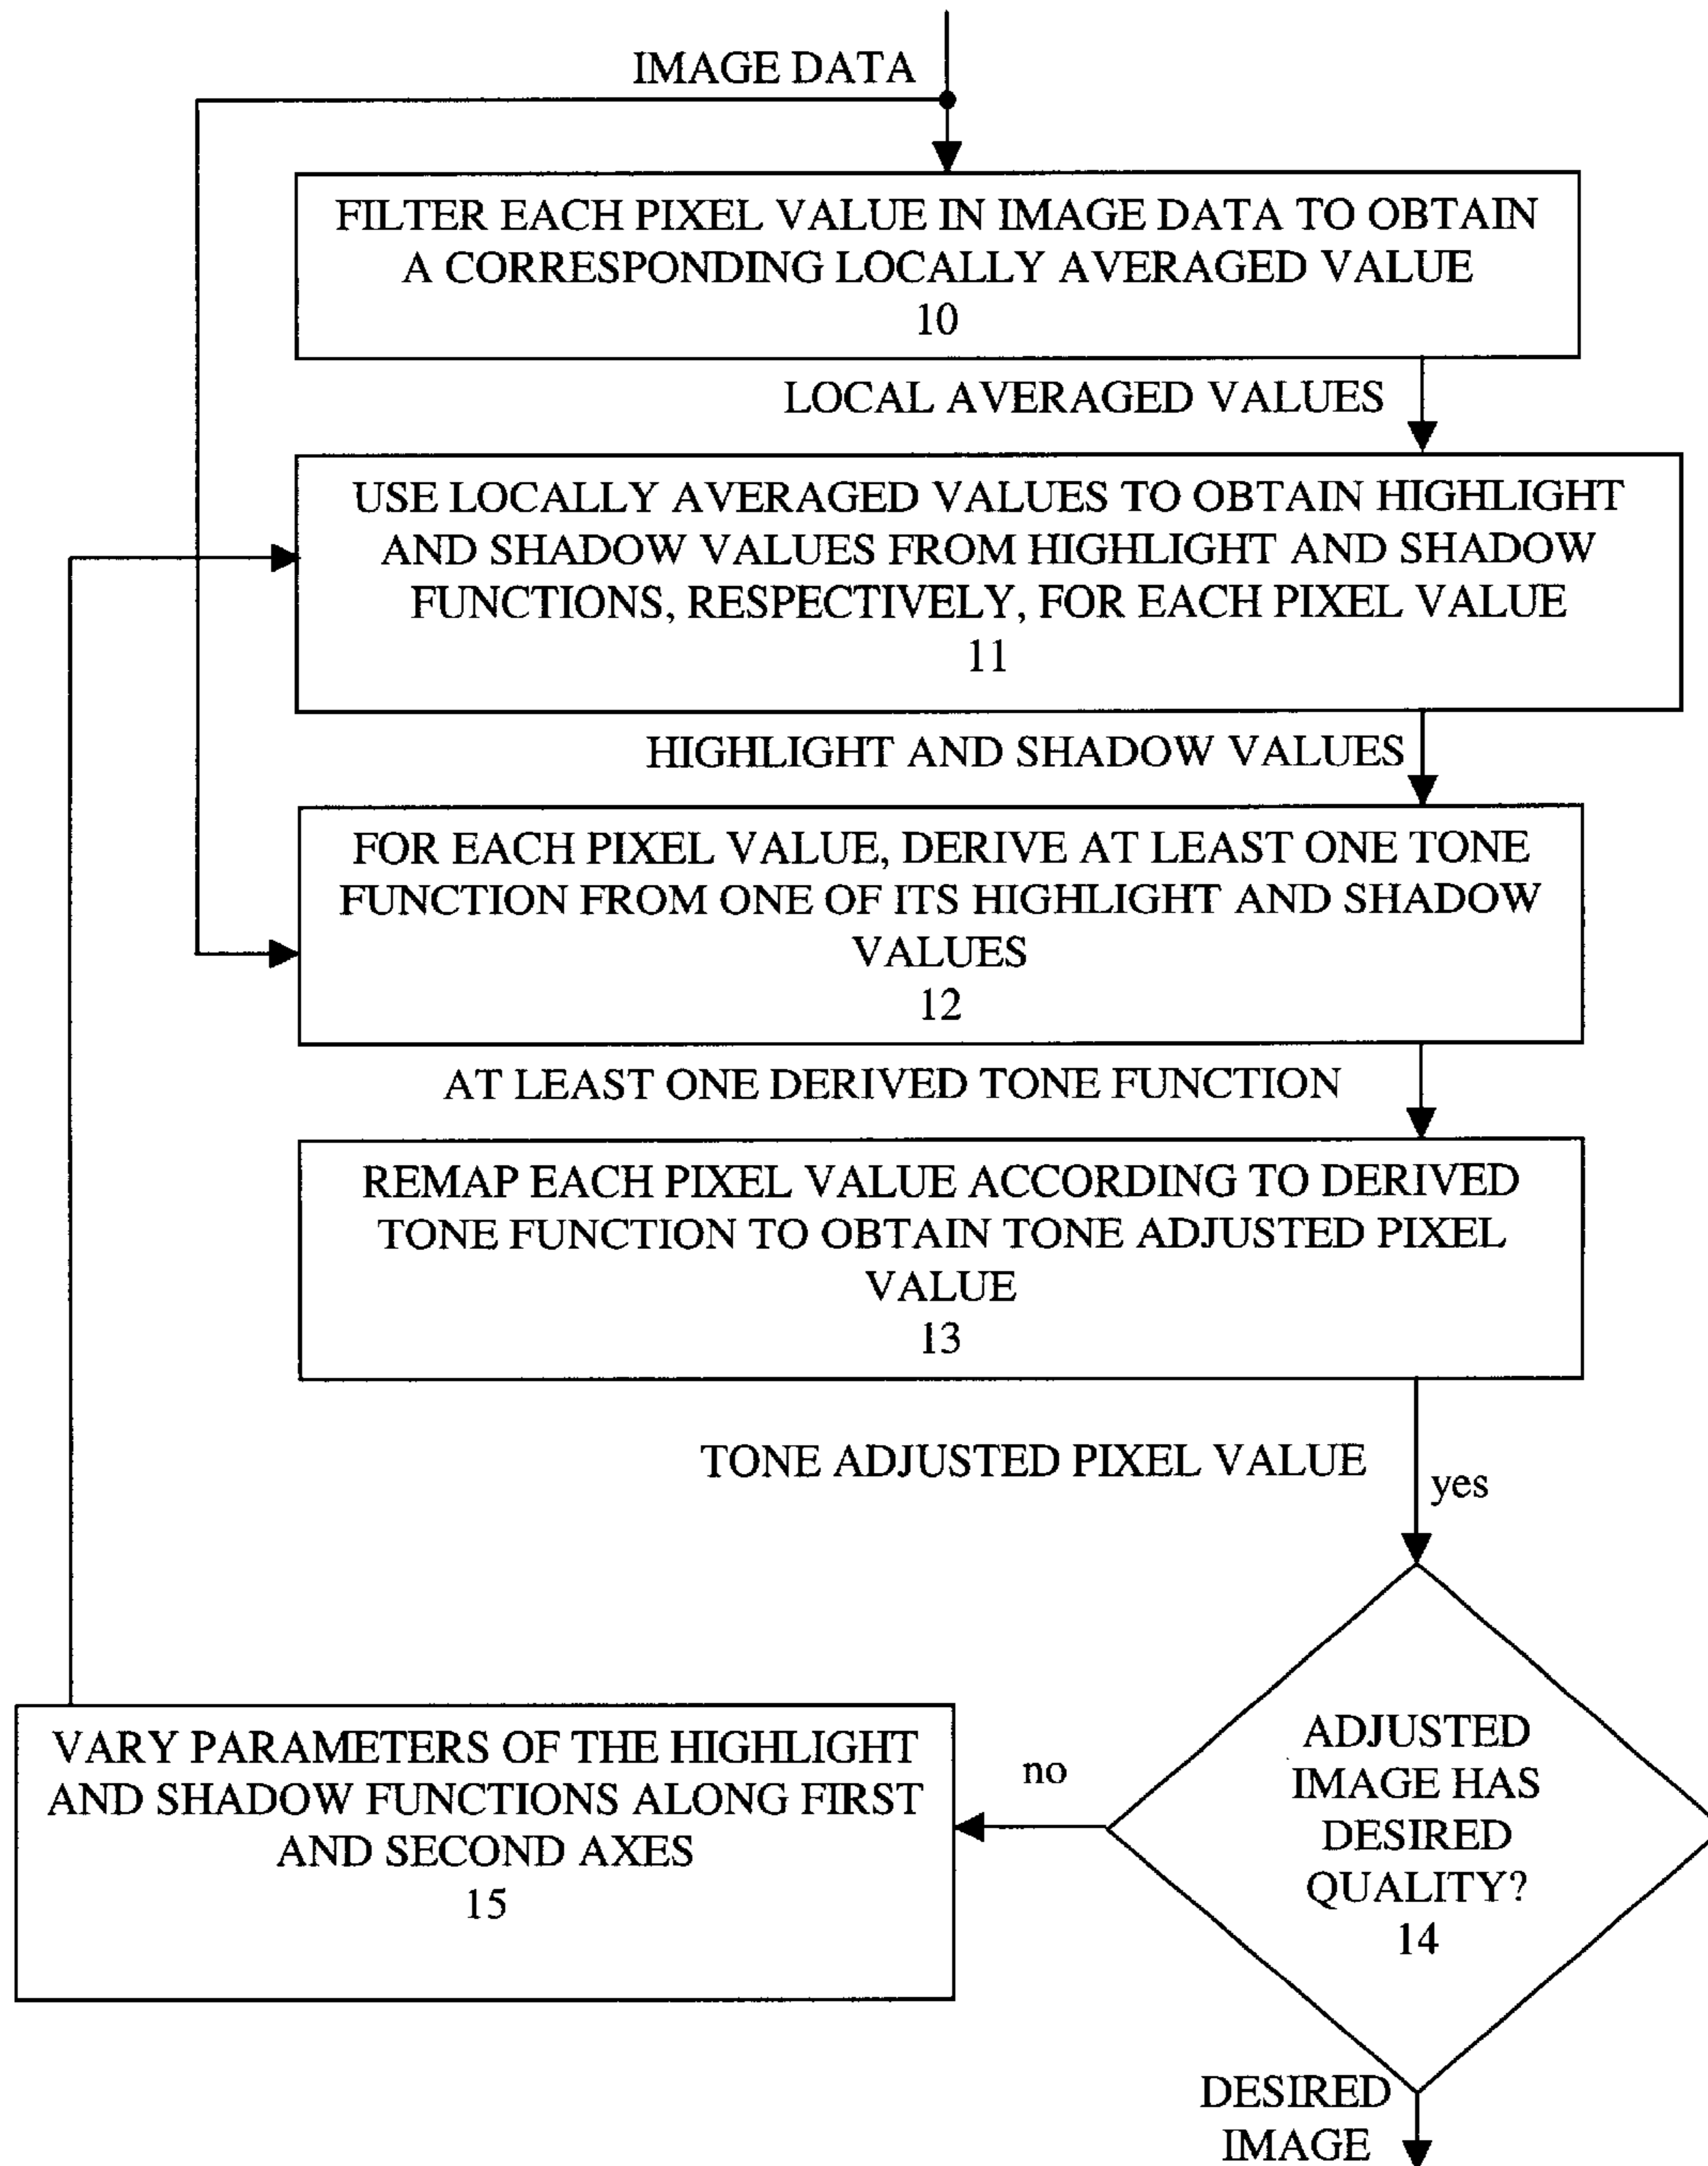 IMAGE DATA
FILTER EACH PIXEL VALUE IN IMAGE DATA TO OBTAIN
A CORRESPONDING LOCALLY AVERAGED VALUE
10
LOCAL AVERAGED VALUES
USE LOCALLY AVERAGED VALUES TO OBTAIN HIGHLIGHT
AND SHADOW VALUES FROM HIGHLIGHT AND SHADOW
FUNCTIONS, RESPECTIVELY, FOR EACH PIXEL VALUE
11
HIGHLIGHT AND SHADOW VALUES
FOR EACH PIXEL VALUE, DERIVE AT LEAST ONE TONE
FUNCTION FROM ONE OF ITS HIGHLIGHT AND SHADOW
VALUES
12
AT LEAST ONE DERIVED TONE FUNCTION
REMAP EACH PIXEL VALUE ACCORDING TO DERIVED
TONE FUNCTION TO OBTAIN TONE ADJUSTED PIXEL
VALUE
13
TONE ADJUSTED PIXEL VALUE
yes
ADJUSTED
IMAGE HAS
DESIRED
QUALITY?
14
no
VARY PARAMETERS OF THE HIGHLIGHT
AND SHADOW FUNCTIONS ALONG FIRST
AND SECOND AXES
15
DESIRED
IMAGE